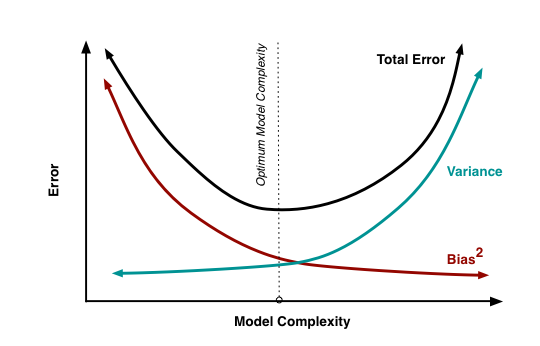 Total Error
Optimum Model Complexity
Variance
Error
Bias²
Model Complexity